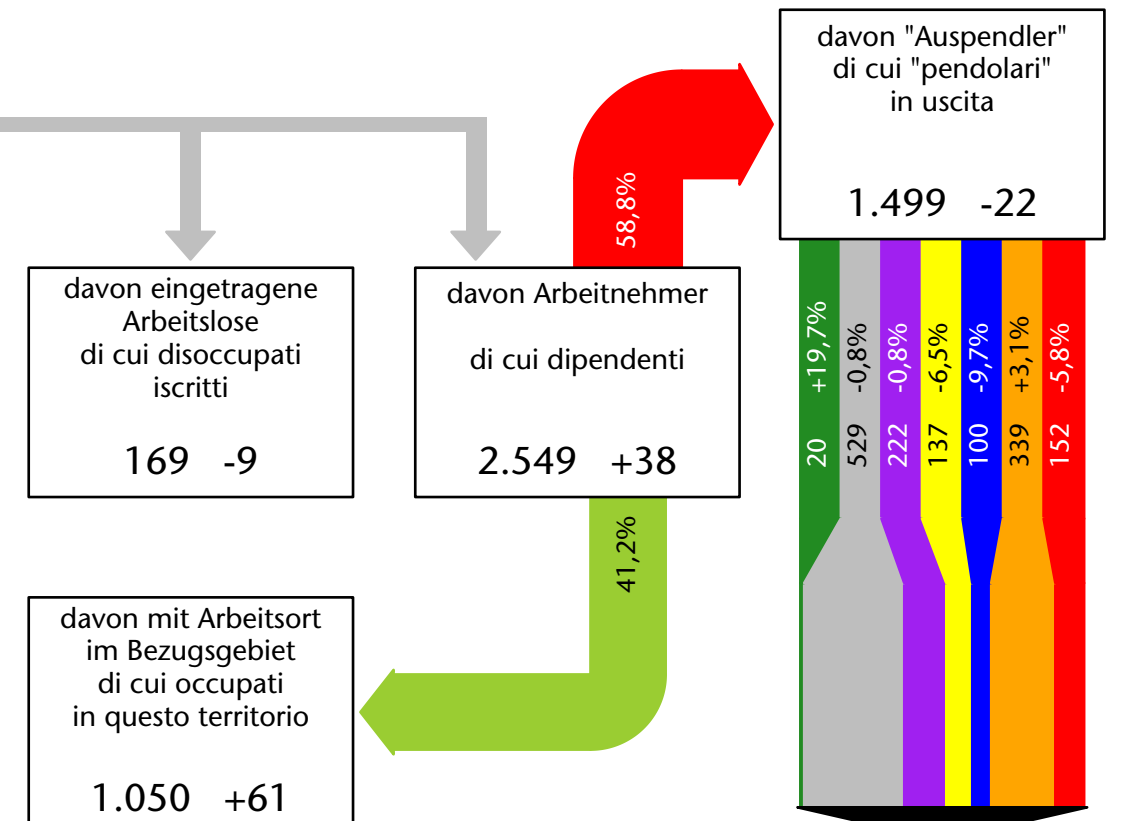 davon "Auspendler"
di cui "pendolari"
in uscita
1.499 -22
58,8%
davon eingetragene
Arbeitslose
di cui disoccupati
iscritti
169 -9
davon Arbeitnehmer
di cui dipendenti
2.549 +38
20 +19,7%
529 -0,8%
222 -0,8%
137 -6,5%
100 -9,7%
339 +3,1%
152 -5,8%
41,2%
davon mit Arbeitsort
im Bezugsgebiet
di cui occupati
in questo territorio
1.050 +61